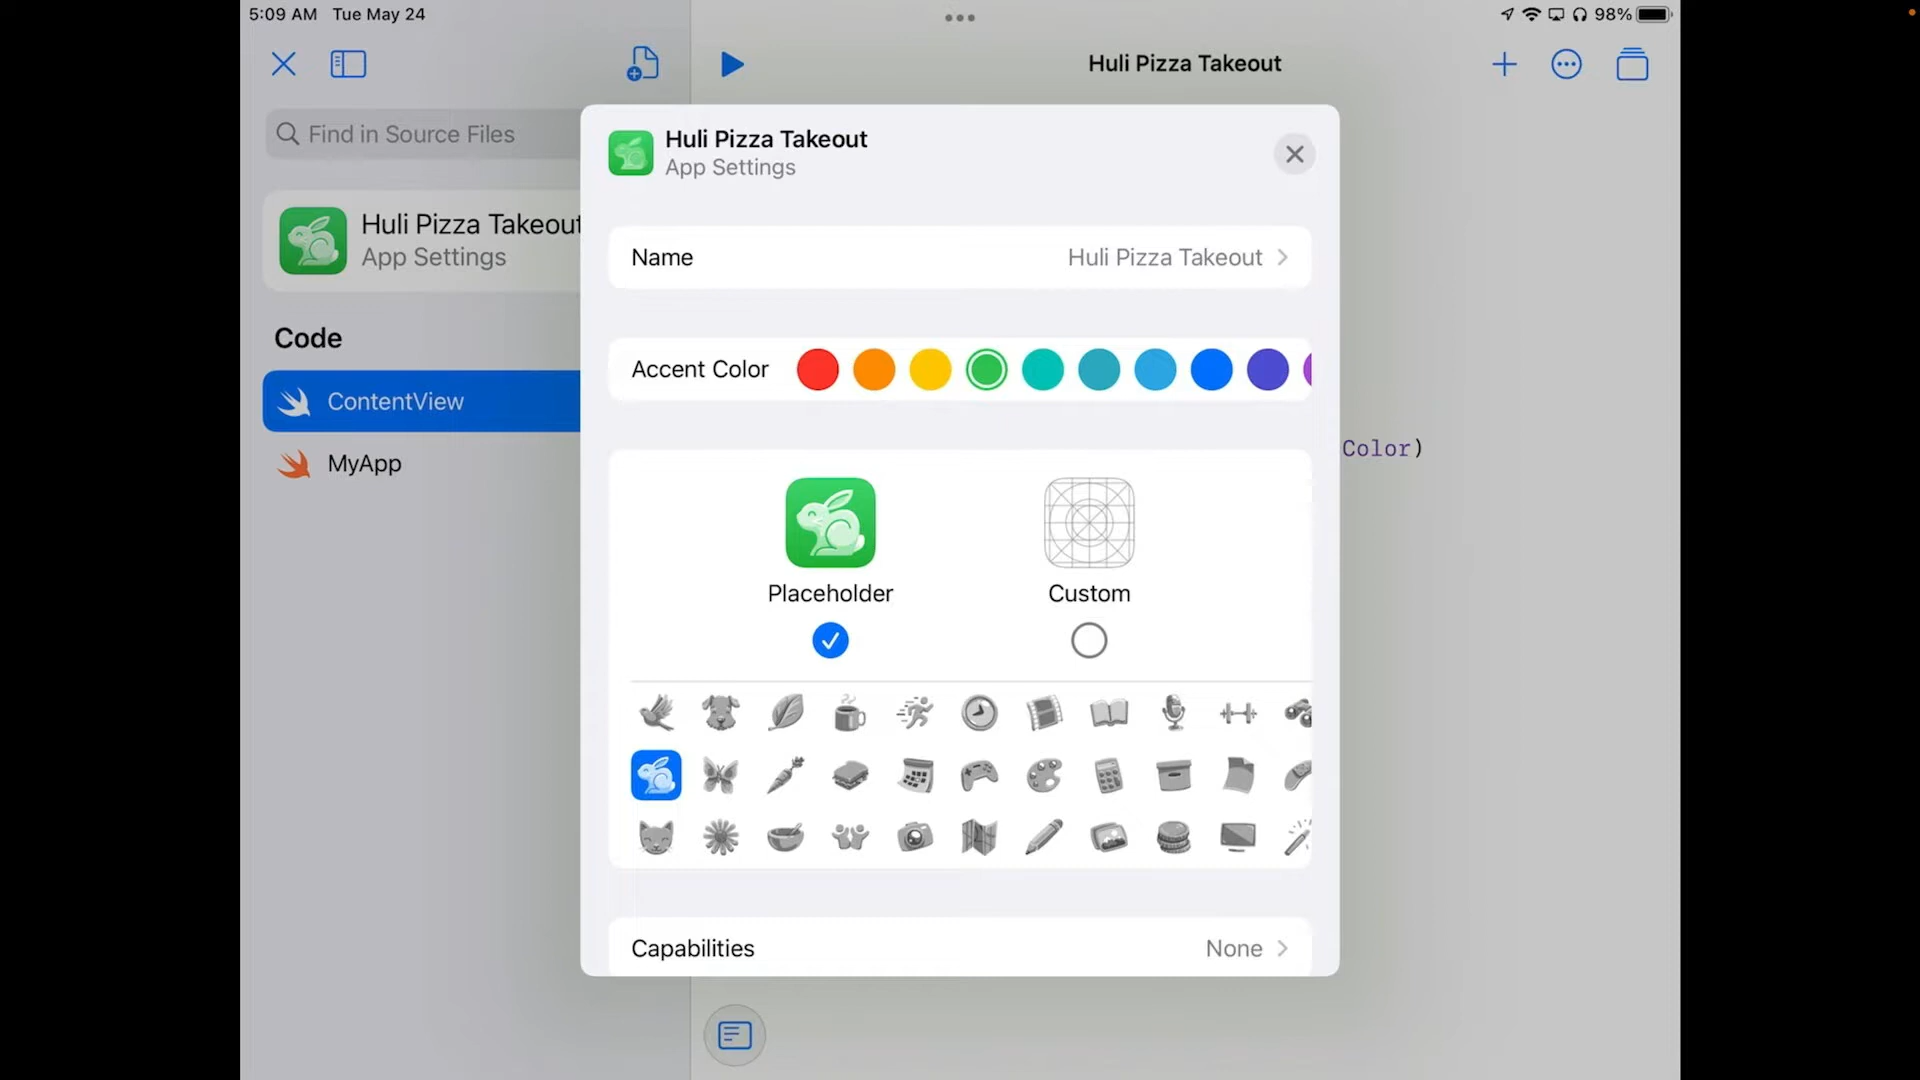 5:09 AM Tue May 24
98%
Huli Pizza Takeout
Find in Source Files
Huli Pizza Takeout
App Settings
Code
ContentView
MyApp
Color)
Huli Pizza Takeout
App Settings
Name
Huli Pizza Takeout
Accent Color
Placeholder
Custom
Capabilities
None